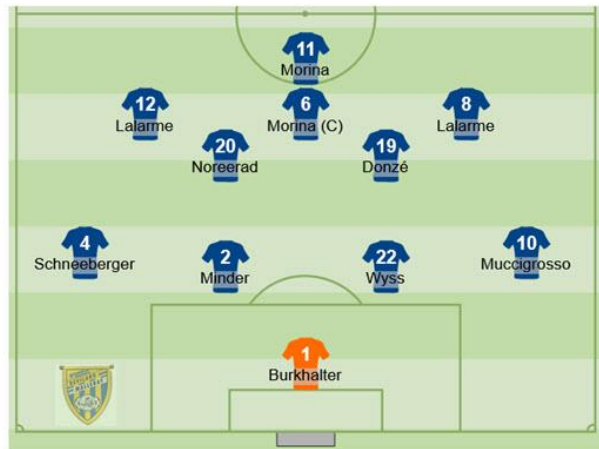 11
Morina
12
Lalarme
6
Morina (C)
8
Lalarme
20
Noreerad
19
Donzé
4
Schneeberger
2
Minder
22
Wyss
10
Muccigrosso
1
Burkhalter